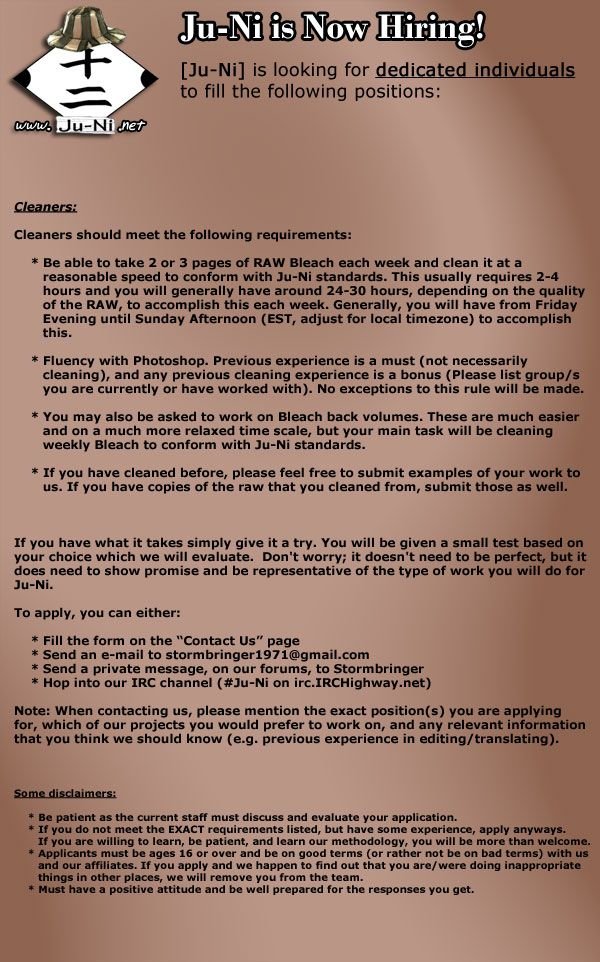 Ju-Ni is Now Hiring!
[Ju-Ni] is looking for dedicated individuals
to fill the following positions:
十
二
www.Ju-Ni.net
Cleaners:
Cleaners should meet the following requirements:
* Be able to take 2 or 3 pages of RAW Bleach each week and clean it at a
reasonable speed to conform with Ju-Ni standards. This usually requires 2-4
hours and you will generally have around 24-30 hours, depending on the quality
of the RAW, to accomplish this each week. Generally, you will have from Friday
Evening until Sunday Afternoon (EST, adjust for local timezone) to accomplish
this.
* Fluency with Photoshop. Previous experience is a must (not necessarily
cleaning), and any previous cleaning experience is a bonus (Please list group/s
you are currently or have worked with). No exceptions to this rule will be made.
* You may also be asked to work on Bleach back volumes. These are much easier
and on a much more relaxed time scale, but your main task will be cleaning
weekly Bleach to conform with Ju-Ni standards.
* If you have cleaned before, please feel free to submit examples of your work to
us. If you have copies of the raw that you cleaned from, submit those as well.
If you have what it takes simply give it a try. You will be given a small test based on
your choice which we will evaluate.  Don't worry; it doesn't need to be perfect, but it
does need to show promise and be representative of the type of work you will do for
Ju-Ni.
To apply, you can either:
* Fill the form on the “Contact Us” page
* Send an e-mail to stormbringer1971@gmail.com
* Send a private message, on our forums, to Stormbringer
* Hop into our IRC channel (#Ju-Ni on irc.IRCHighway.net)
Note: When contacting us, please mention the exact position(s) you are applying
for, which of our projects you would prefer to work on, and any relevant information
that you think we should know (e.g. previous experience in editing/translating).
Some disclaimers:
* Be patient as the current staff must discuss and evaluate your application.
* If you do not meet the EXACT requirements listed, but have some experience, apply anyways.
If you are willing to learn, be patient, and learn our methodology, you will be more than welcome.
* Applicants must be ages 16 or over and be on good terms (or rather not be on bad terms) with us
and our affiliates. If you apply and we happen to find out that you are/were doing inappropriate
things in other places, we will remove you from the team.
* Must have a positive attitude and be well prepared for the responses you get.